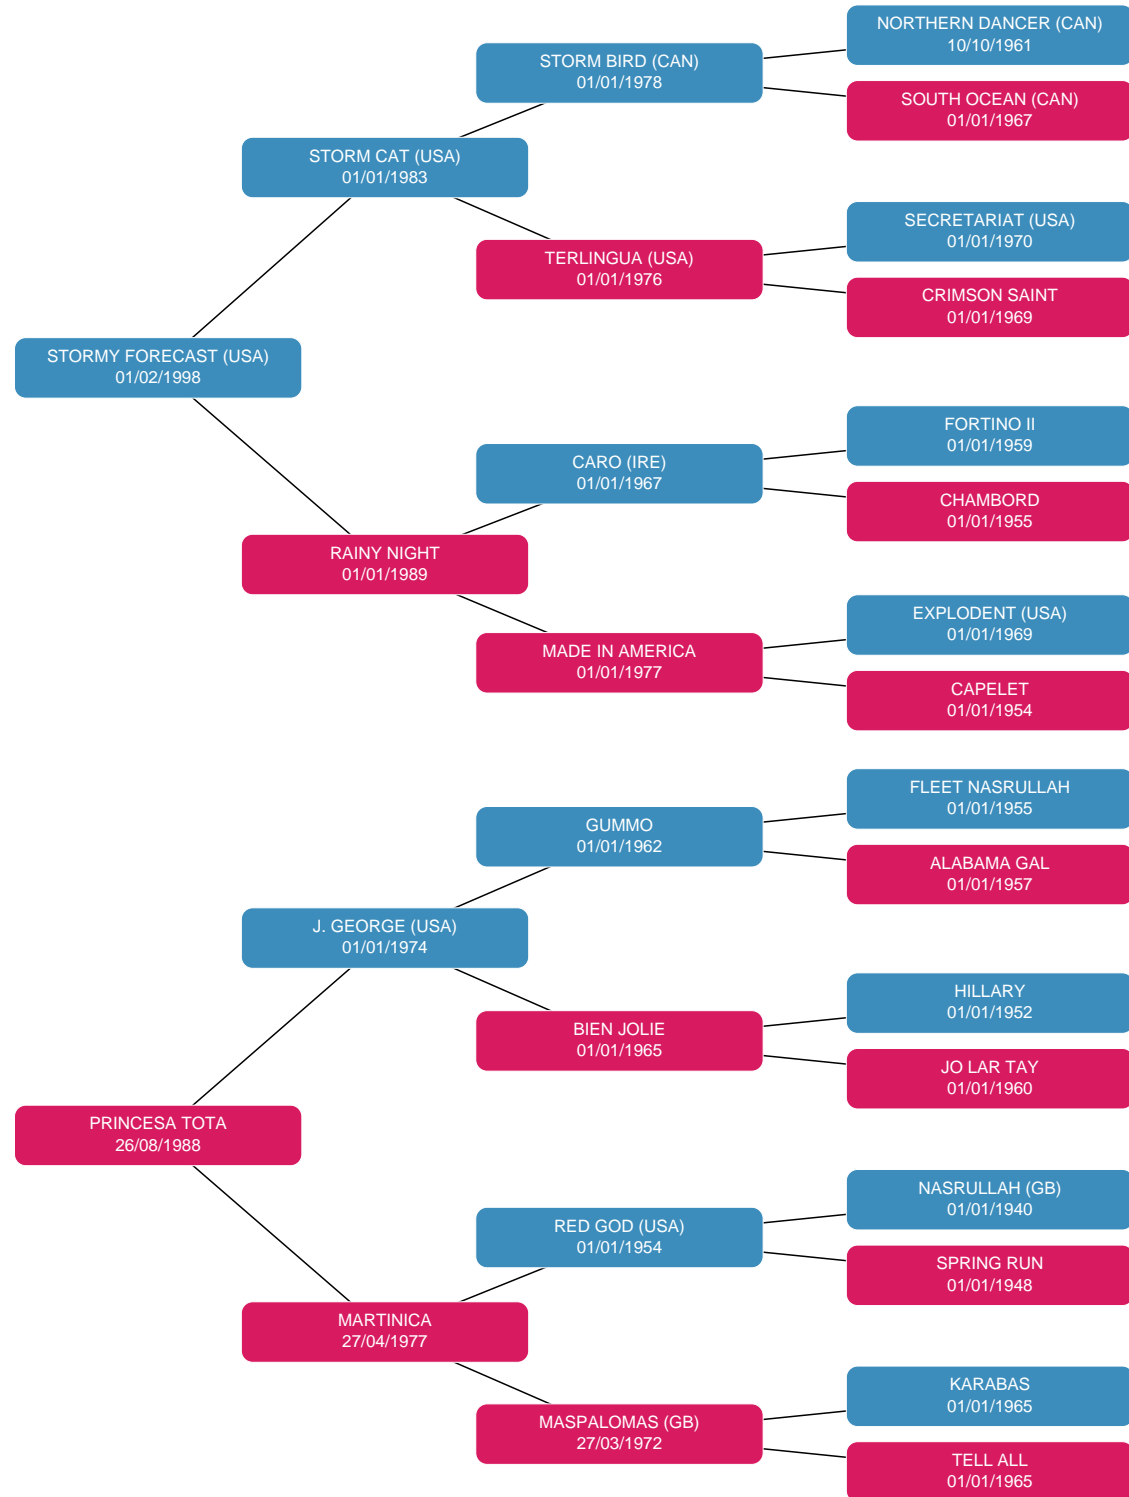 NORTHERN DANCER (CAN)
10/10/1961
STORM BIRD (CAN)
01/01/1978
SOUTH OCEAN (CAN)
01/01/1967
STORM CAT (USA)
01/01/1983
SECRETARIAT (USA)
01/01/1970
TERLINGUA (USA)
01/01/1976
CRIMSON SAINT
01/01/1969
STORMY FORECAST (USA)
01/02/1998
FORTINO II
01/01/1959
CARO (IRE)
01/01/1967
CHAMBORD
01/01/1955
RAINY NIGHT
01/01/1989
EXPLODENT (USA)
01/01/1969
MADE IN AMERICA
01/01/1977
CAPELET
01/01/1954
FLEET NASRULLAH
01/01/1955
GUMMO
01/01/1962
ALABAMA GAL
01/01/1957
J. GEORGE (USA)
01/01/1974
HILLARY
01/01/1952
BIEN JOLIE
01/01/1965
JO LAR TAY
01/01/1960
PRINCESA TOTA
26/08/1988
NASRULLAH (GB)
01/01/1940
RED GOD (USA)
01/01/1954
SPRING RUN
01/01/1948
MARTINICA
27/04/1977
KARABAS
01/01/1965
MASPALOMAS (GB)
27/03/1972
TELL ALL
01/01/1965